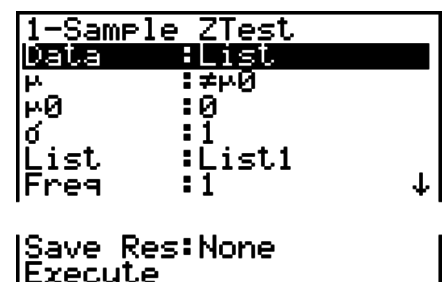 1-Sample ZTest
Data :List
μ :≠μ0
μ0 :0
σ :1
List :List1
Freq :1 ↓
Save Res:None
Execute